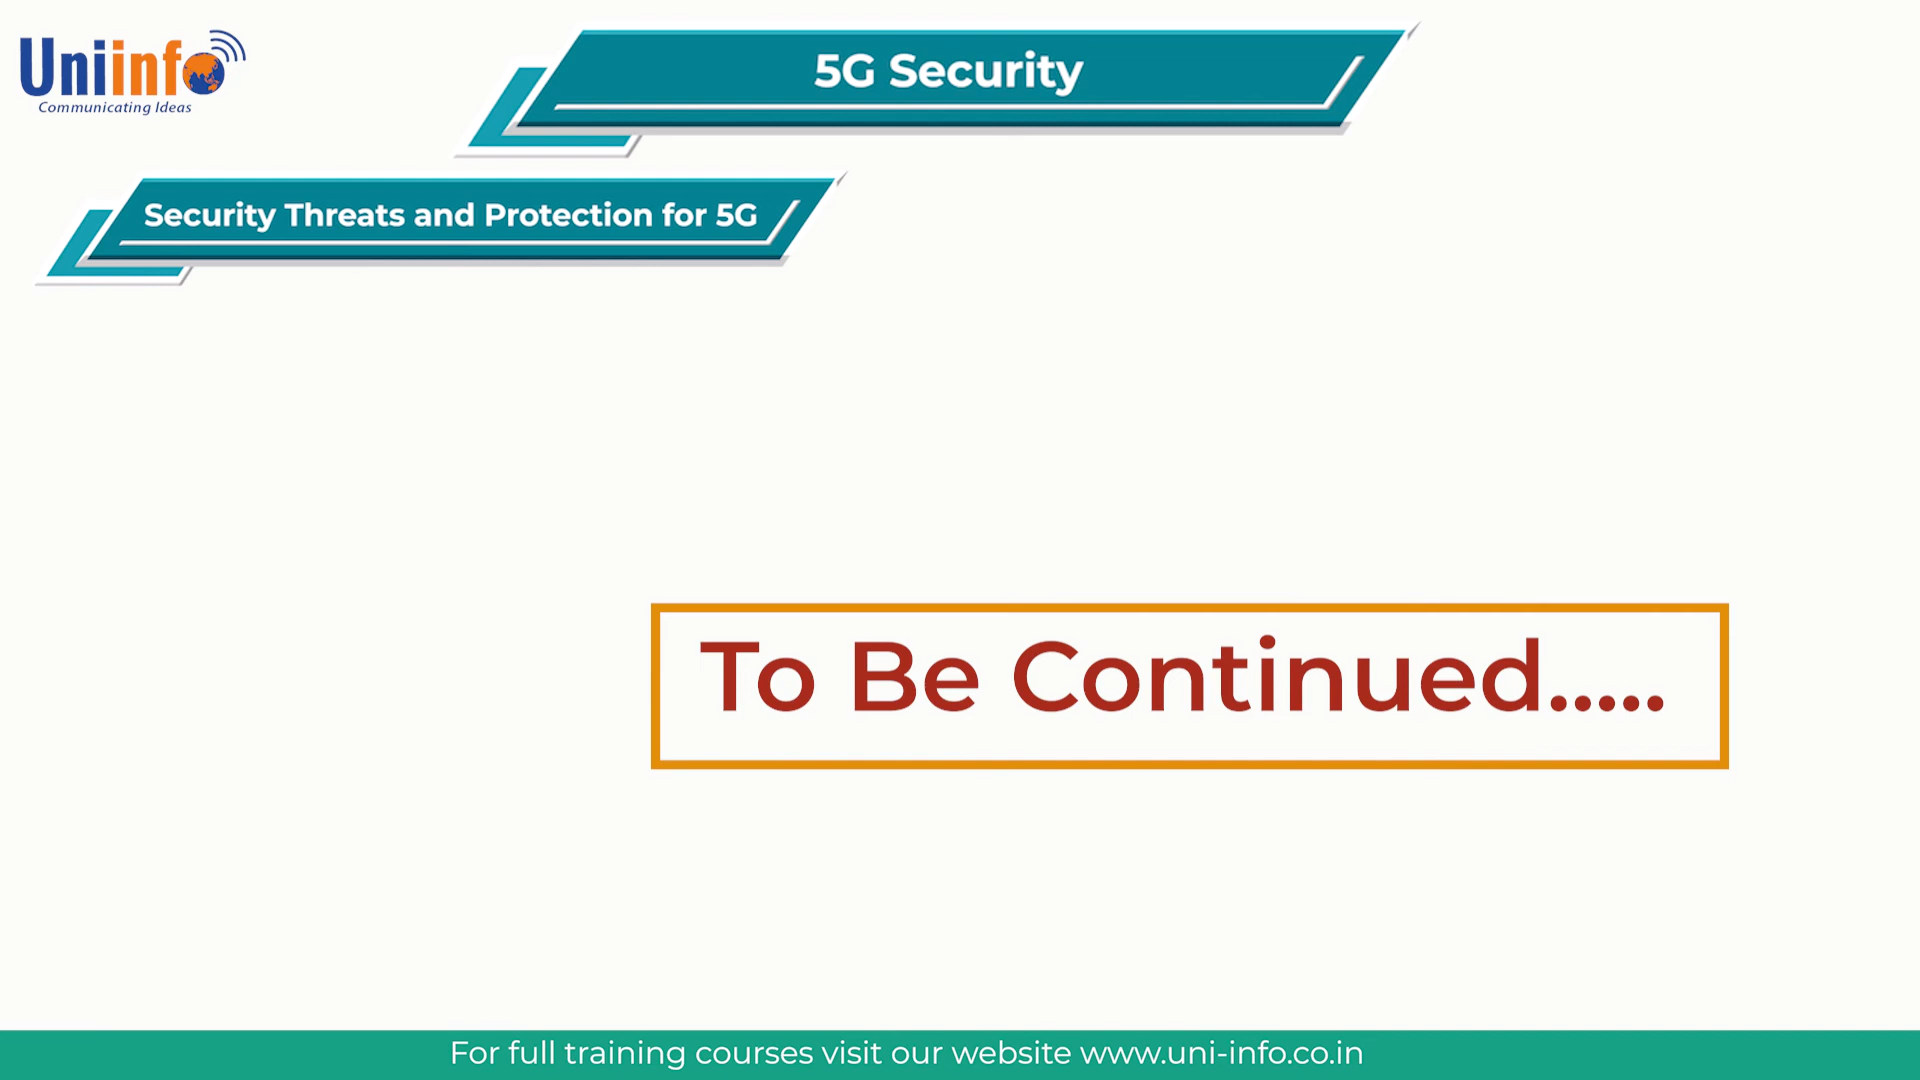 Uniinfo
Communicating Ideas
5G Security
Security Threats and Protection for 5G
To Be Continued.....
For full training courses visit our website www.uni-info.co.in